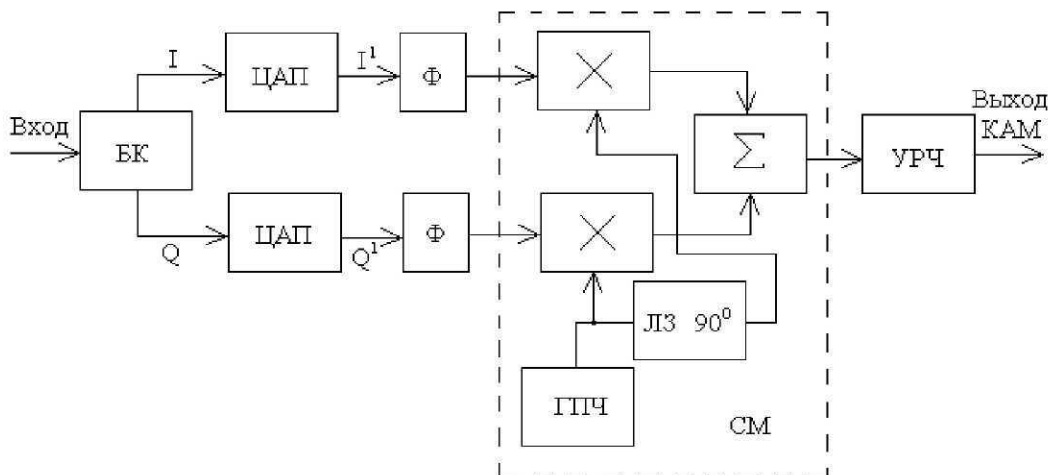 I
ЦАП
I¹
Ф
×
Вход
БК
Σ
УРЧ
Выход
КАМ
Q
ЦАП
Q¹
Ф
×
ЛЗ 90⁰
ГПЧ
СМ